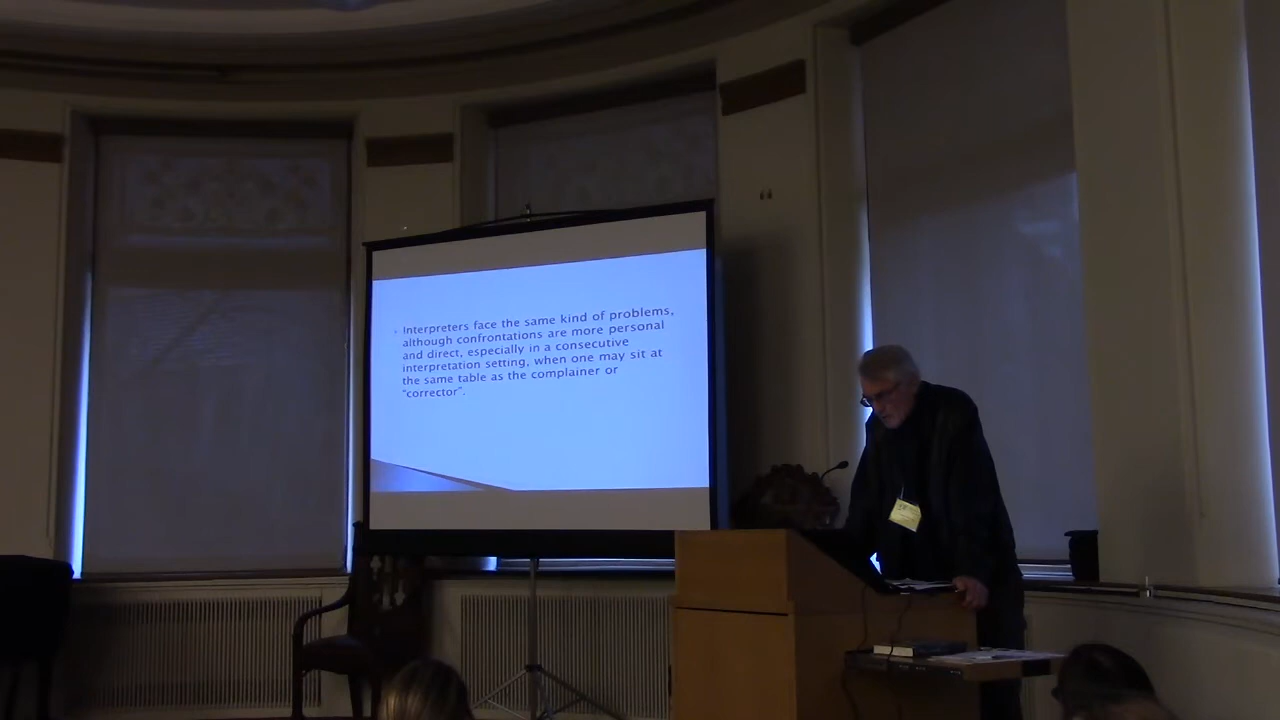 Interpreters face the same kind of problems,
although confrontations are more personal
and direct, especially in a consecutive
interpretation setting, when one may sit at
the same table as the complainer or
"corrector".